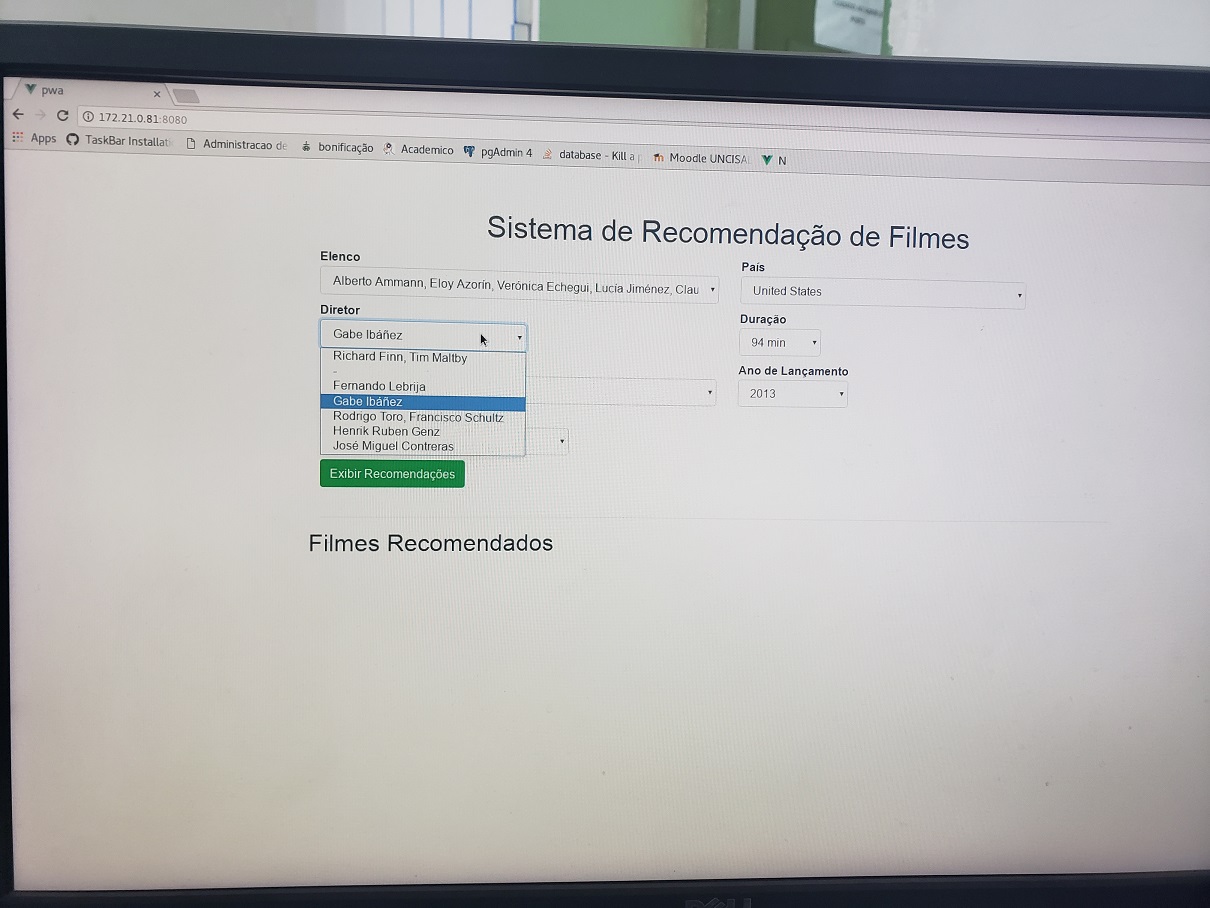 pwa
172.21.0.81:8080
Apps TaskBar Installat Administracao de bonificação Academico pgAdmin 4 database - Kill a Moodle UNCISA N
Sistema de Recomendação de Filmes
Elenco
Alberto Ammann, Eloy Azorín, Verónica Echegui, Lucía Jiménez, Clau
País
United States
Diretor
Gabe Ibáñez
Duração
94 min
Richard Finn, Tim Maltby
-
Fernando Lebrija
Gabe Ibáñez
Rodrigo Toro, Francisco Schultz
Henrik Ruben Genz
José Miguel Contreras
Ano de Lançamento
2013
Exibir Recomendações
Filmes Recomendados